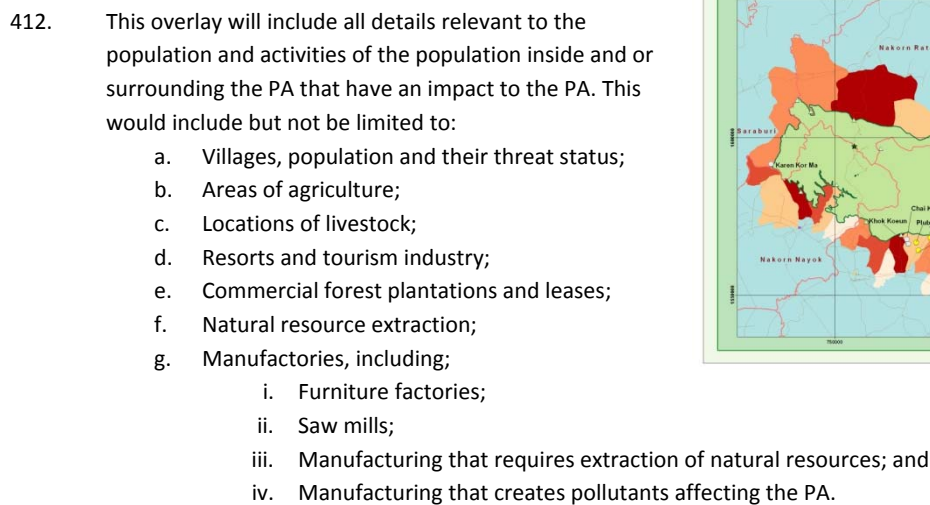 412. This overlay will include all details relevant to the
population and activities of the population inside and or
surrounding the PA that have an impact to the PA. This
would include but not be limited to:
a. Villages, population and their threat status;
b. Areas of agriculture;
c. Locations of livestock;
d. Resorts and tourism industry;
e. Commercial forest plantations and leases;
f. Natural resource extraction;
g. Manufactories, including;
i. Furniture factories;
ii. Saw mills;
iii. Manufacturing that requires extraction of natural resources; and
iv. Manufacturing that creates pollutants affecting the PA.
Nakorn Rat
Saraburi
Karen Kor Ma
Chai K
Khok Koeun
Nakorn Nayok